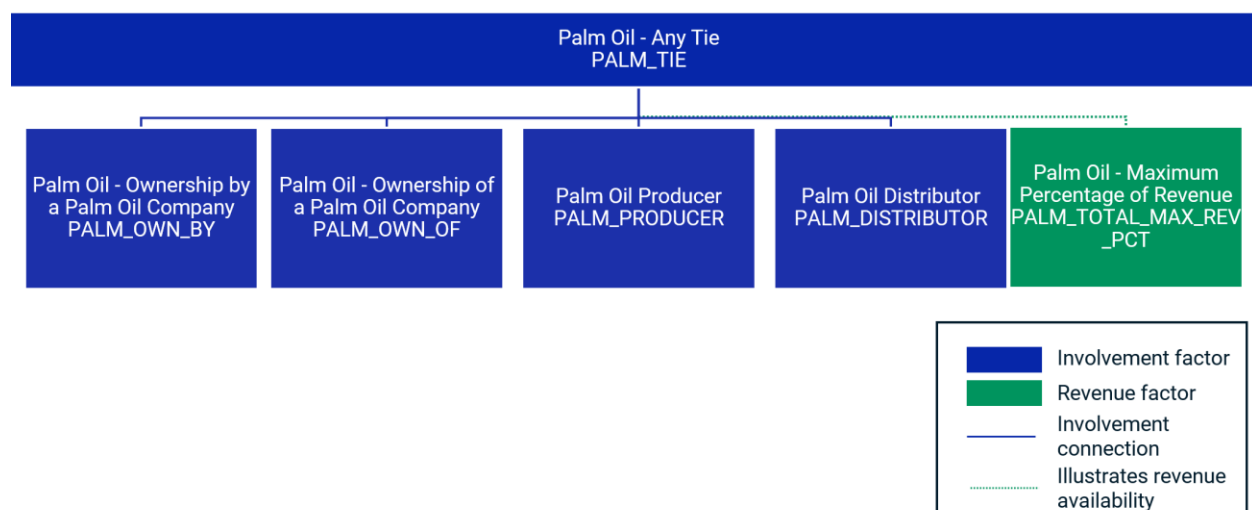 Palm Oil - Any Tie
PALM_TIE
Palm Oil - Ownership by
a Palm Oil Company
PALM_OWN_BY
Palm Oil - Ownership of
a Palm Oil Company
PALM_OWN_OF
Palm Oil Producer
PALM_PRODUCER
Palm Oil Distributor
PALM_DISTRIBUTOR
Palm Oil - Maximum
Percentage of Revenue
PALM_TOTAL_MAX_REV
_PCT
Involvement factor
Revenue factor
Involvement
connection
Illustrates revenue
availability